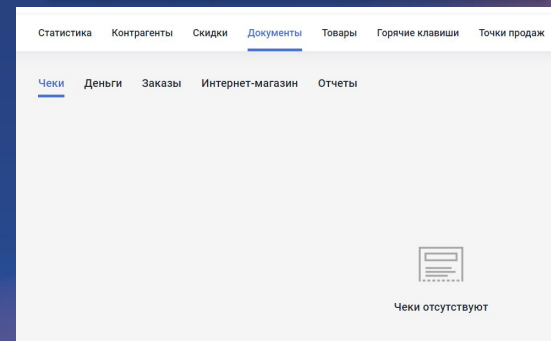 Статистика Контрагенты Скидки Документы Товары Горячие клавиши Точки продаж
Чеки Деньги Заказы Интернет-магазин Отчеты
Чеки отсутствуют